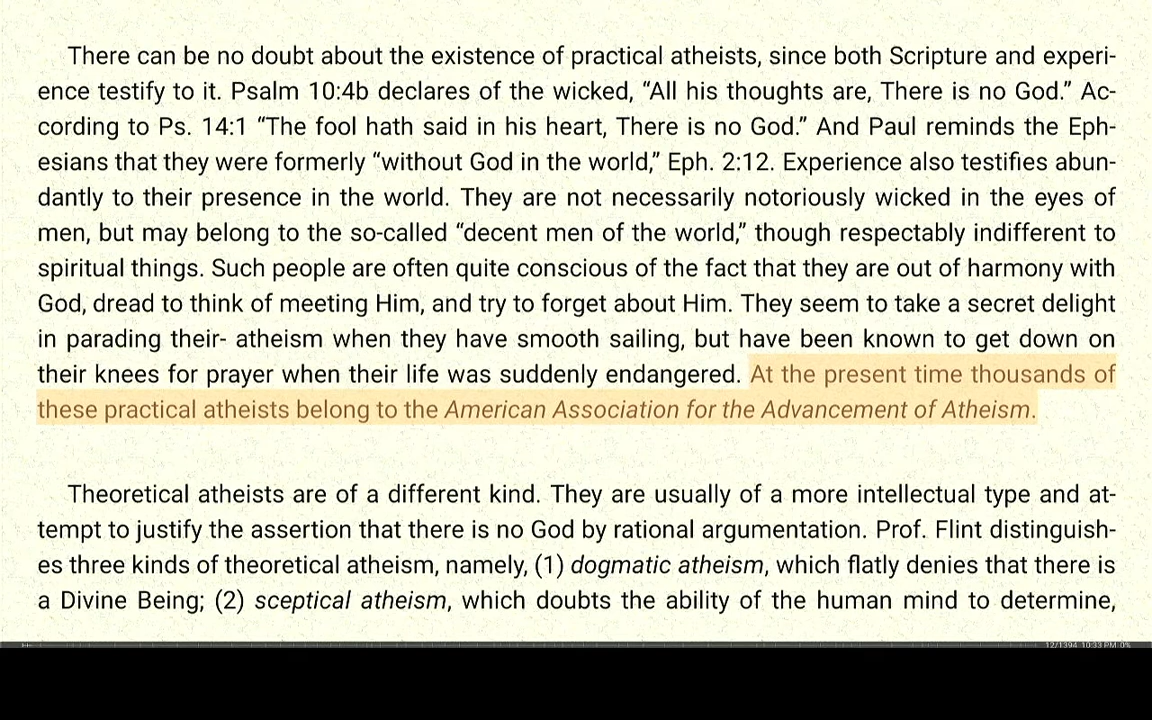 There can be no doubt about the existence of practical atheists, since both Scripture and experi-
ence testify to it. Psalm 10:4b declares of the wicked, “All his thoughts are, There is no God.” Ac-
cording to Ps. 14:1 “The fool hath said in his heart, There is no God.” And Paul reminds the Eph-
esians that they were formerly “without God in the world,” Eph. 2:12. Experience also testifies abun-
dantly to their presence in the world. They are not necessarily notoriously wicked in the eyes of
men, but may belong to the so-called “decent men of the world,” though respectably indifferent to
spiritual things. Such people are often quite conscious of the fact that they are out of harmony with
God, dread to think of meeting Him, and try to forget about Him. They seem to take a secret delight
in parading their- atheism when they have smooth sailing, but have been known to get down on
their knees for prayer when their life was suddenly endangered. At the present time thousands of
these practical atheists belong to the American Association for the Advancement of Atheism.
Theoretical atheists are of a different kind. They are usually of a more intellectual type and at-
tempt to justify the assertion that there is no God by rational argumentation. Prof. Flint distinguish-
es three kinds of theoretical atheism, namely, (1) dogmatic atheism, which flatly denies that there is
a Divine Being; (2) sceptical atheism, which doubts the ability of the human mind to determine,
12/1394 10:33 PM 0%